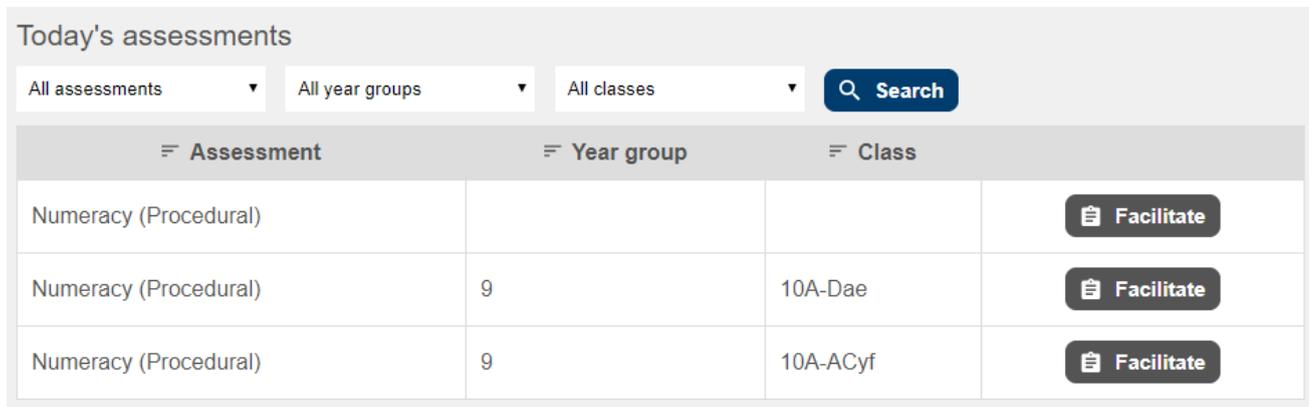 Today's assessments
All assessments All year groups All classes Search
Assessment Year group Class
Numeracy (Procedural) Facilitate
Numeracy (Procedural) 9 10A-Dae Facilitate
Numeracy (Procedural) 9 10A-ACyf Facilitate